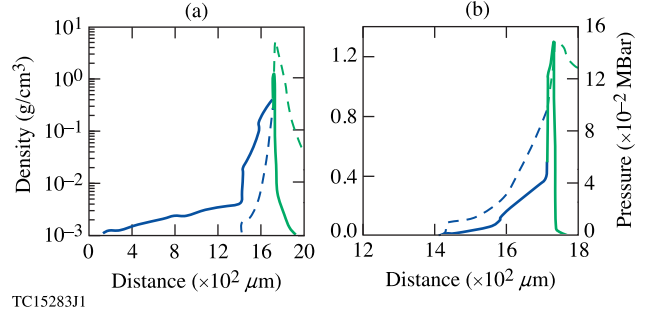 (a)
(b)
Density (g/cm³)
10¹
10⁰
10⁻¹
10⁻²
10⁻³
0 4 8 12 16 20
Distance (×10² μm)
1.2
0.8
0.4
0.0
12 14 16 18
Distance (×10² μm)
16
12
8
4
0
Pressure (×10⁻² MBar)
TC15283J1